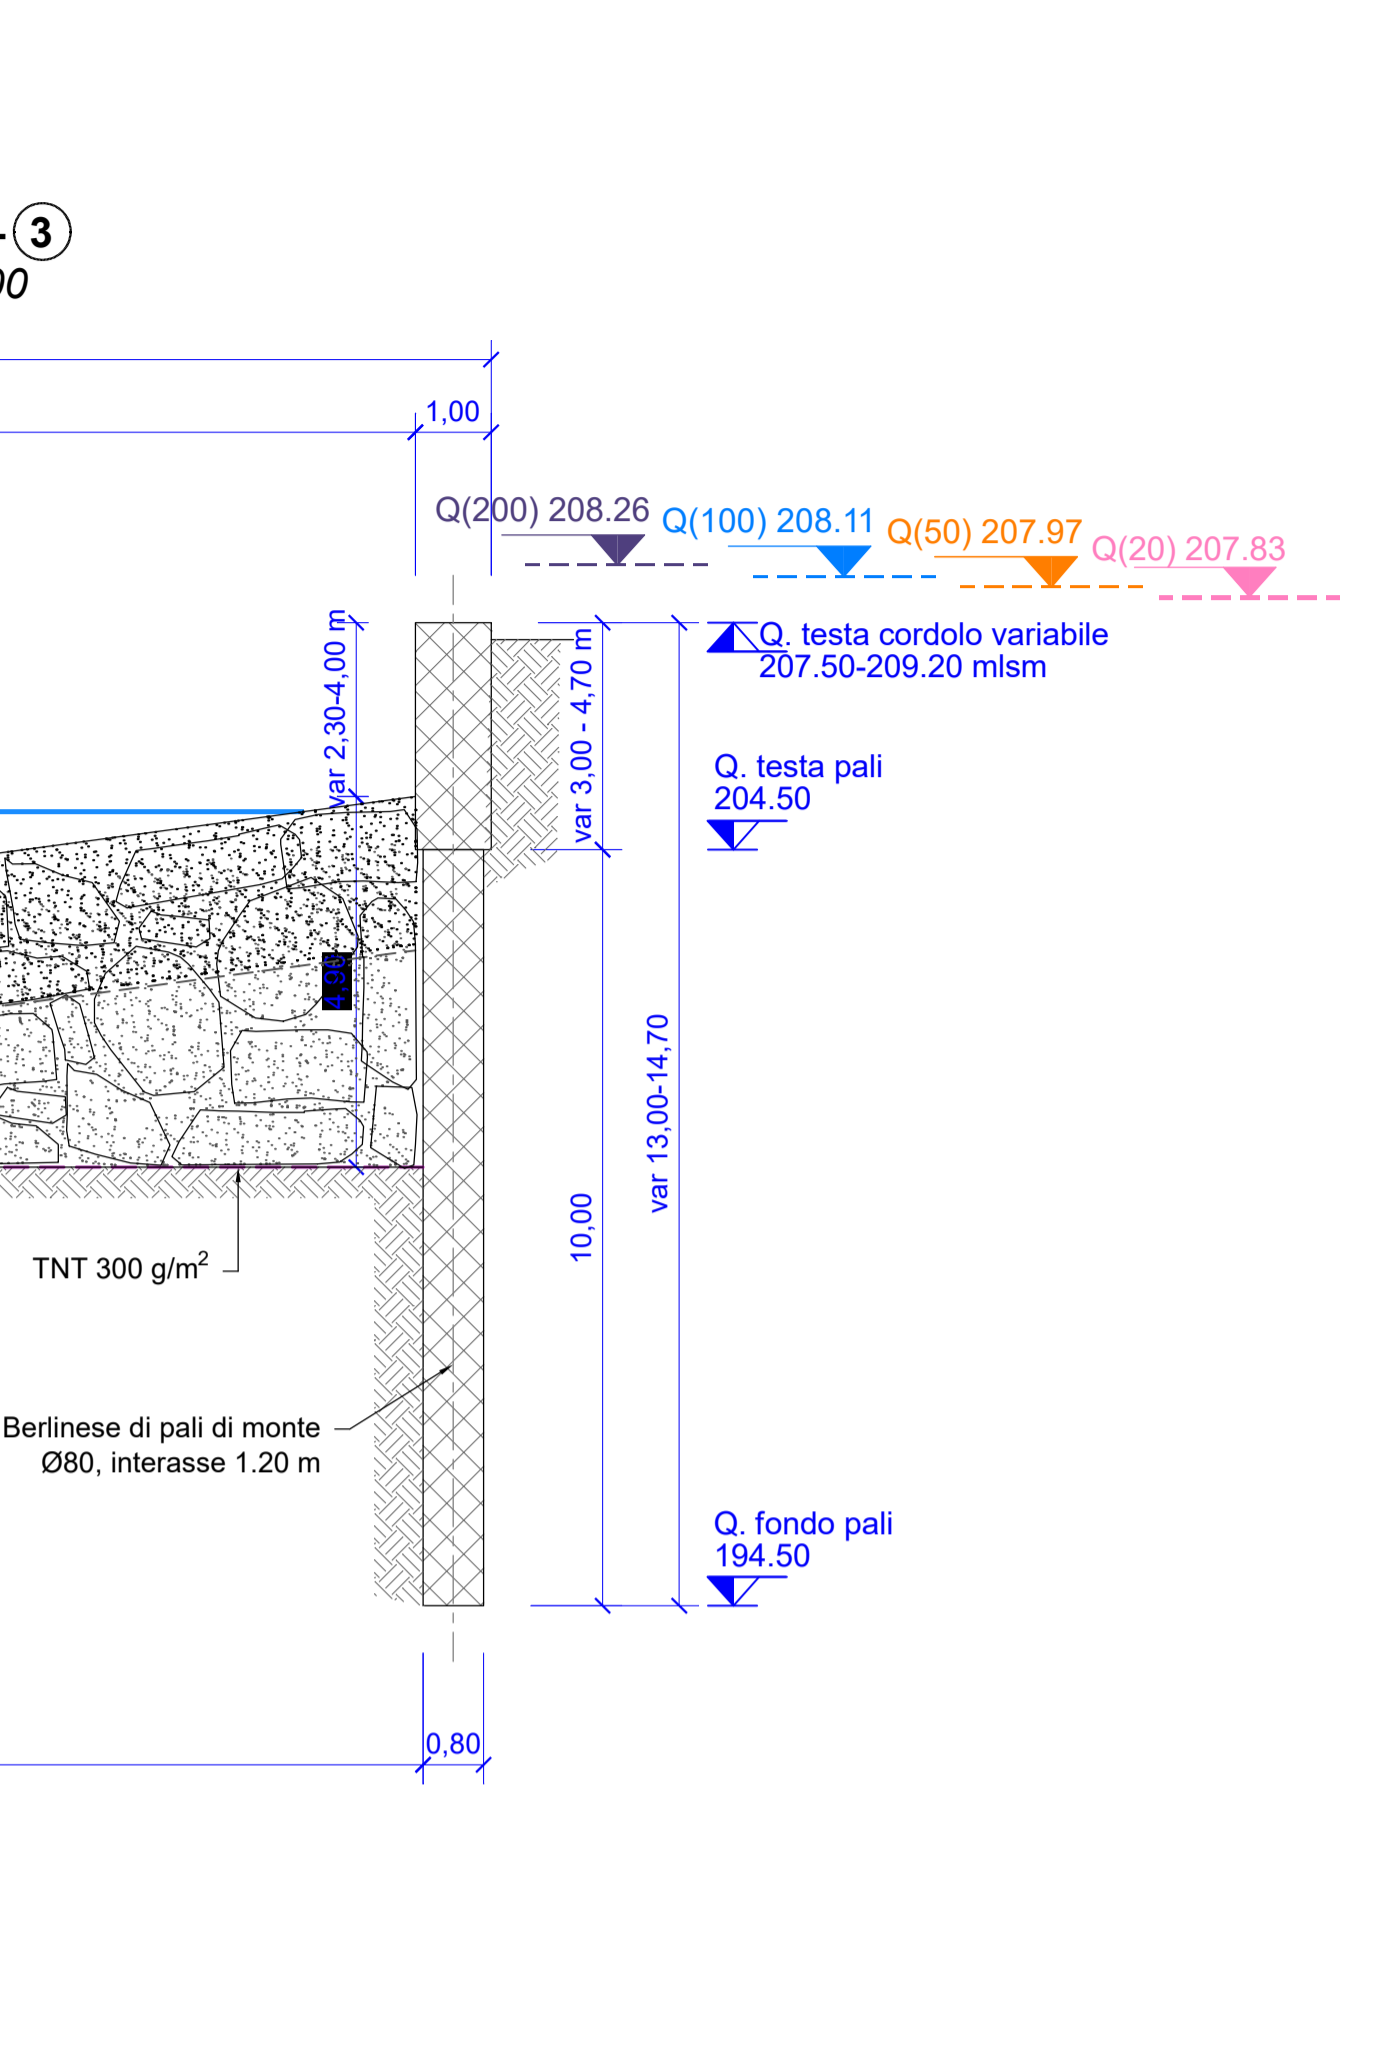 - 3
00
1,00
Q(200) 208.26
Q(100) 208.11
Q(50) 207.97
Q(20) 207.83
var 2,30-4,00 m
var 3,00 - 4,70 m
Q. testa cordolo variabile
207.50-209.20 mlsm
Q. testa pali
204.50
4,90
var 13,00-14,70
10,00
TNT 300 g/m²
Berlinese di pali di monte
Ø80, interasse 1.20 m
Q. fondo pali
194.50
0,80